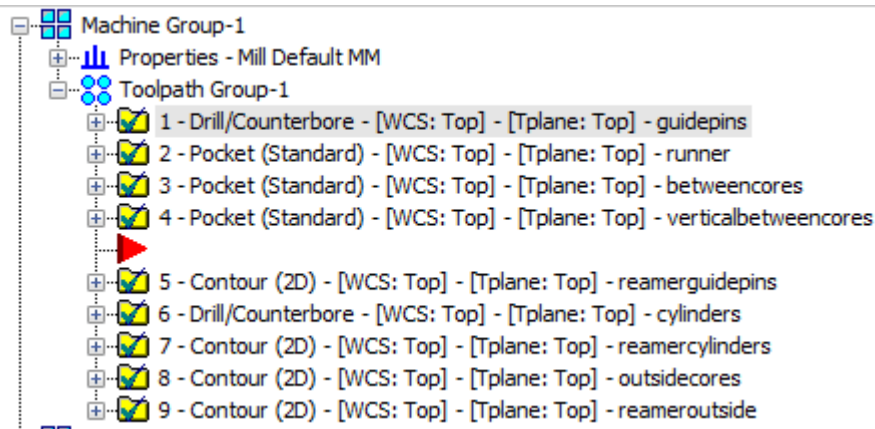 Machine Group-1
Properties - Mill Default MM
Toolpath Group-1
1 - Drill/Counterbore - [WCS: Top] - [Tplane: Top] - guidepins
2 - Pocket (Standard) - [WCS: Top] - [Tplane: Top] - runner
3 - Pocket (Standard) - [WCS: Top] - [Tplane: Top] - betweencores
4 - Pocket (Standard) - [WCS: Top] - [Tplane: Top] - verticalbetweencores
5 - Contour (2D) - [WCS: Top] - [Tplane: Top] - reamerguidepins
6 - Drill/Counterbore - [WCS: Top] - [Tplane: Top] - cylinders
7 - Contour (2D) - [WCS: Top] - [Tplane: Top] - reamercylinders
8 - Contour (2D) - [WCS: Top] - [Tplane: Top] - outsidecores
9 - Contour (2D) - [WCS: Top] - [Tplane: Top] - reameroutside